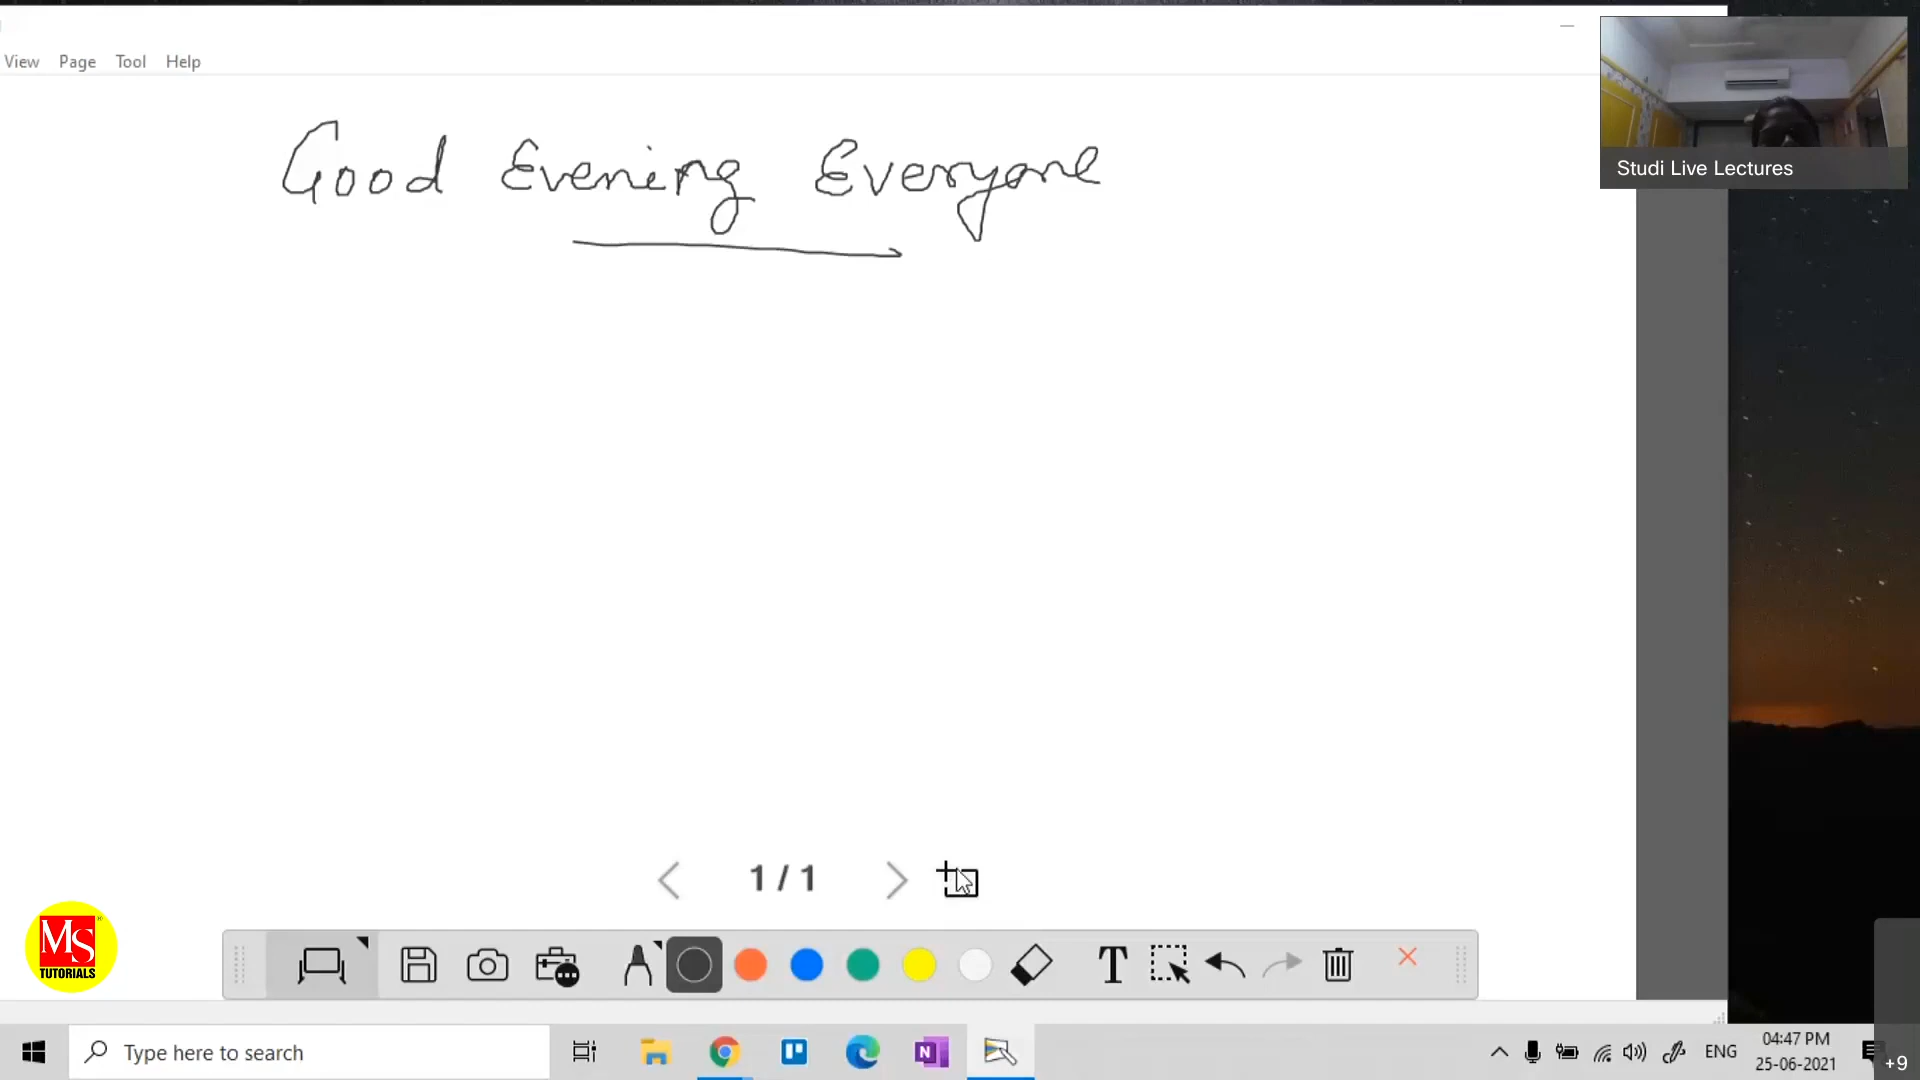 View Page Tool Help
Studi Live Lectures
Good Evening Everyone
1 / 1
MS
TUTORIALS
T
Type here to search
N
ENG
04:47 PM
25-06-2021
+9